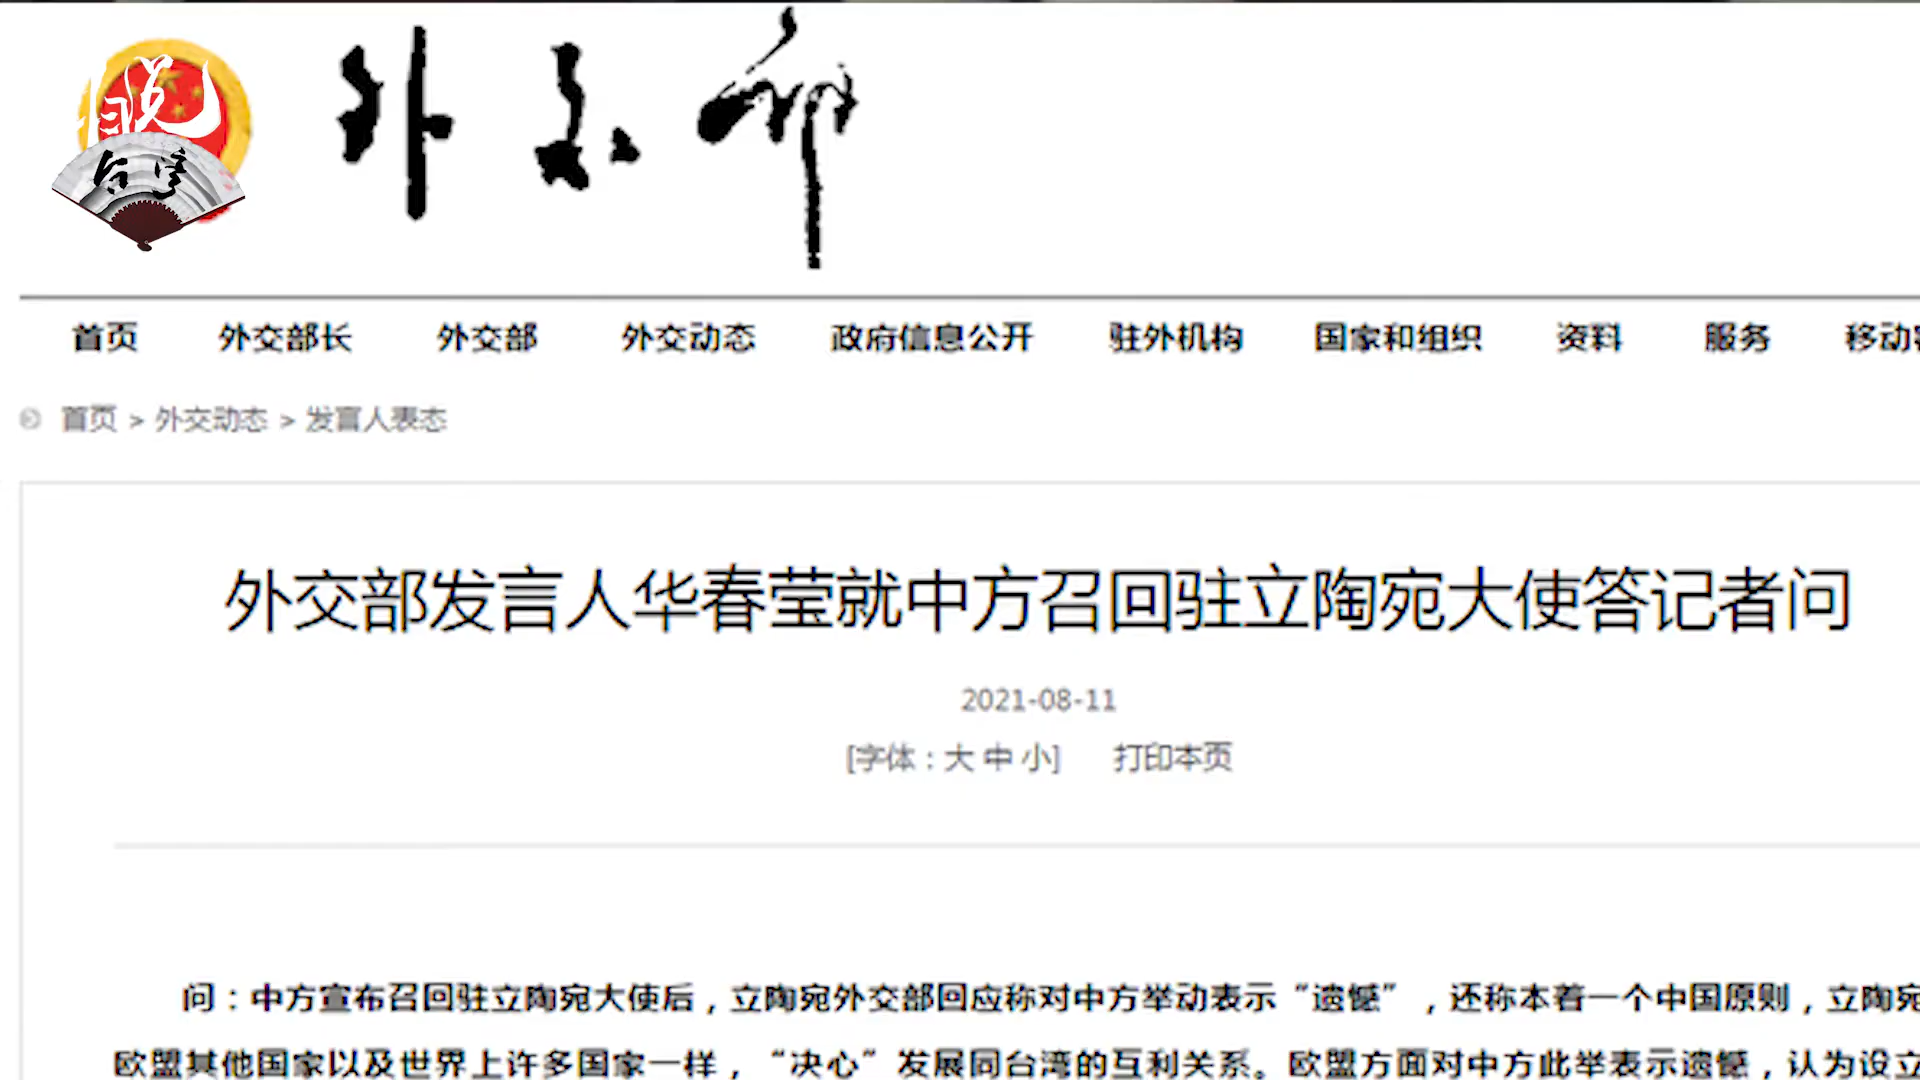 脱
台湾
外交部
首页 外交部长 外交部 外交动态 政府信息公开 驻外机构 国家和组织 资料 服务 移动客
首页 > 外交动态 > 发言人表态
外交部发言人华春莹就中方召回驻立陶宛大使答记者问
2021-08-11
[字体：大 中 小] 打印本页
问：中方宣布召回驻立陶宛大使后，立陶宛外交部回应称对中方举动表示“遗憾”，还称本着一个中国原则，立陶宛
欧盟其他国家以及世界上许多国家一样，“决心”发展同台湾的互利关系。欧盟方面对中方此举表示遗憾，认为设立